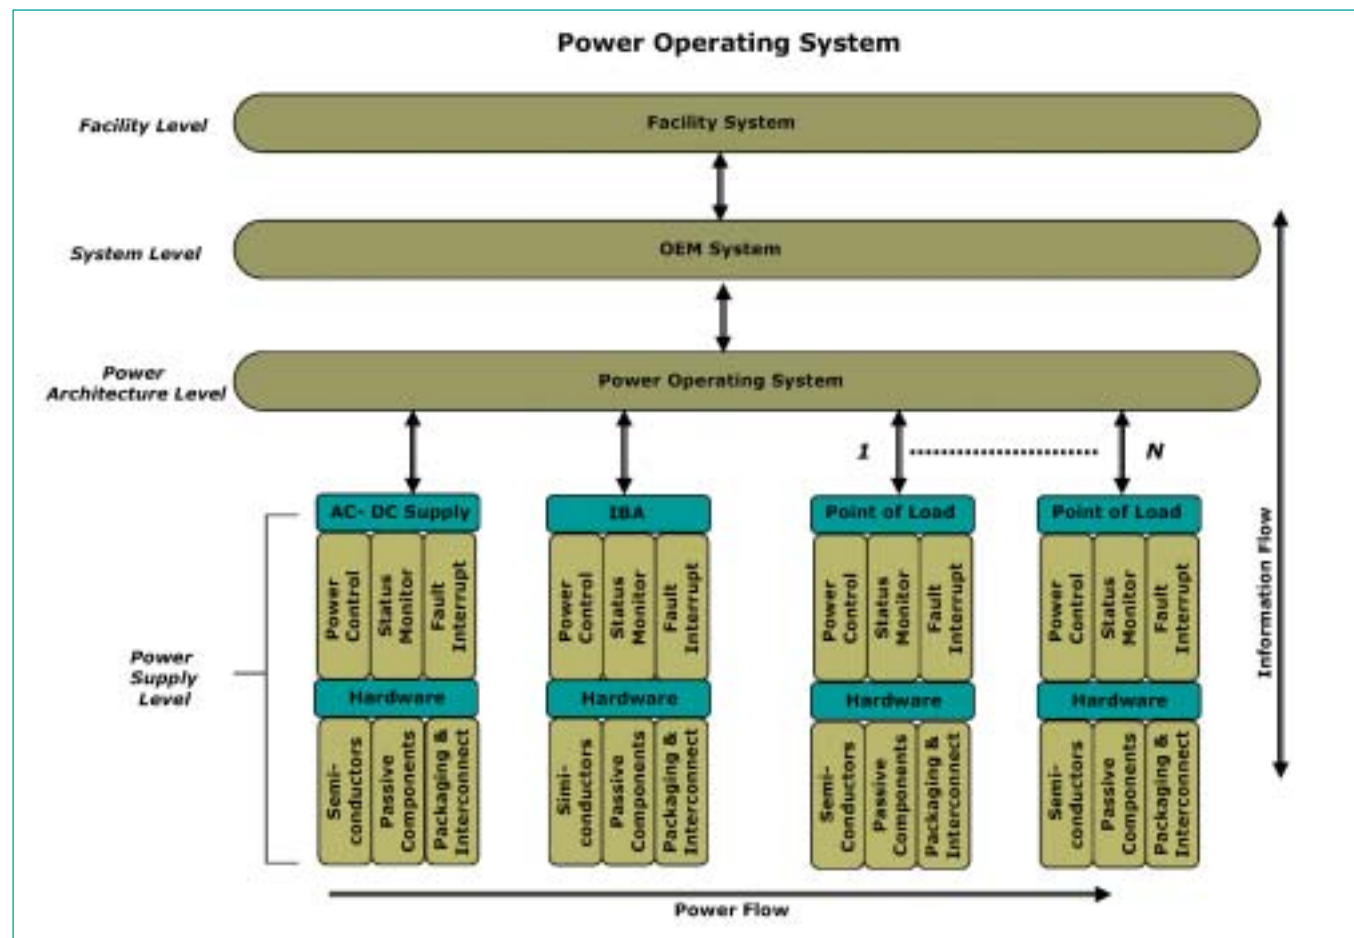 Power Operating System
Facility Level
Facility System
System Level
OEM System
Power
Architecture Level
Power Operating System
1
N
AC- DC Supply
IBA
Point of Load
Point of Load
Power
Control
Status
Monitor
Fault
Interrupt
Power
Control
Status
Monitor
Fault
Interrupt
Power
Control
Status
Monitor
Fault
Interrupt
Power
Control
Status
Monitor
Fault
Interrupt
Power
Supply
Level
Hardware
Hardware
Hardware
Hardware
Semi-
conductors
Passive
Components
Packaging &
Interconnect
Simi-
conductors
Passive
Components
Packaging &
Interconnect
Semi-
Conductors
Passive
Components
Packaging &
Interconnect
Semi-
conductors
Passive
Components
Packaging &
Interconnect
Information Flow
Power Flow